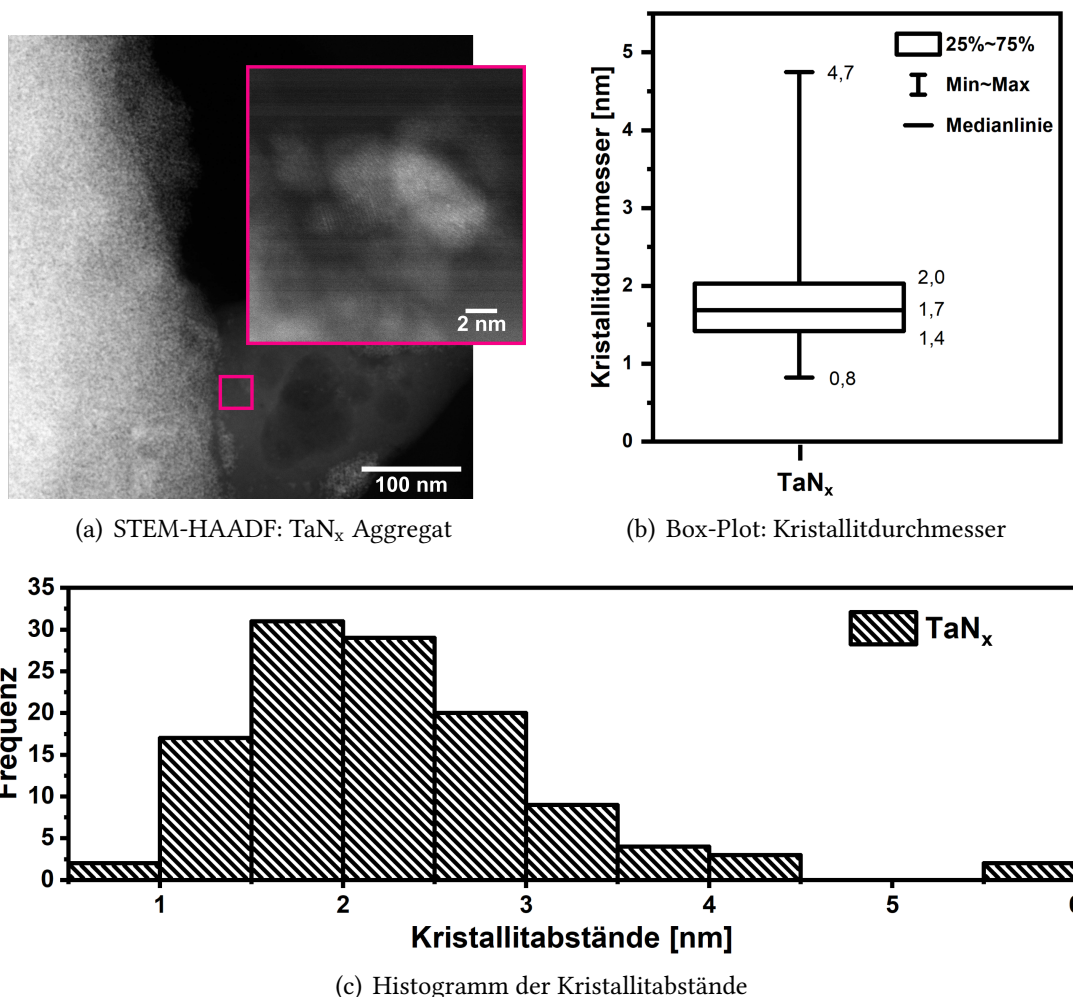 2 nm
100 nm
(a) STEM-HAADF: TaNₓ Aggregat
Kristallitdurchmesser [nm]
5
4
3
2
1
0
25%~75%
Min~Max
Medianlinie
4,7
2,0
1,7
1,4
0,8
TaNₓ
(b) Box-Plot: Kristallitdurchmesser
Frequenz
35
30
25
20
15
10
5
0
TaNₓ
1 2 3 4 5 6
Kristallitabstände [nm]
(c) Histogramm der Kristallitabstände